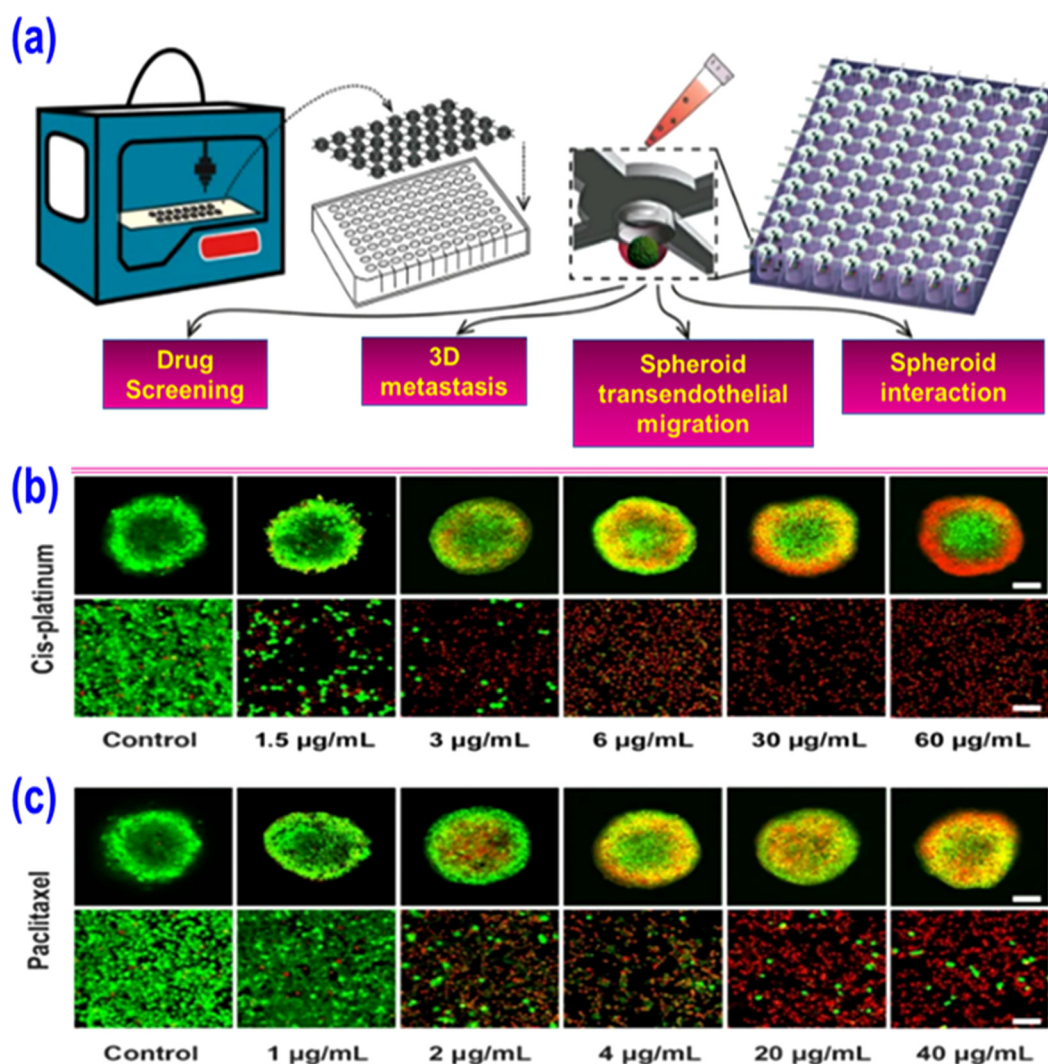 (a)
Drug
Screening
3D
metastasis
Spheroid
transendothelial
migration
Spheroid
interaction
(b)
Cis-platinum
Control 1.5 µg/mL 3 µg/mL 6 µg/mL 30 µg/mL 60 µg/mL
(c)
Paclitaxel
Control 1 µg/mL 2 µg/mL 4 µg/mL 20 µg/mL 40 µg/mL